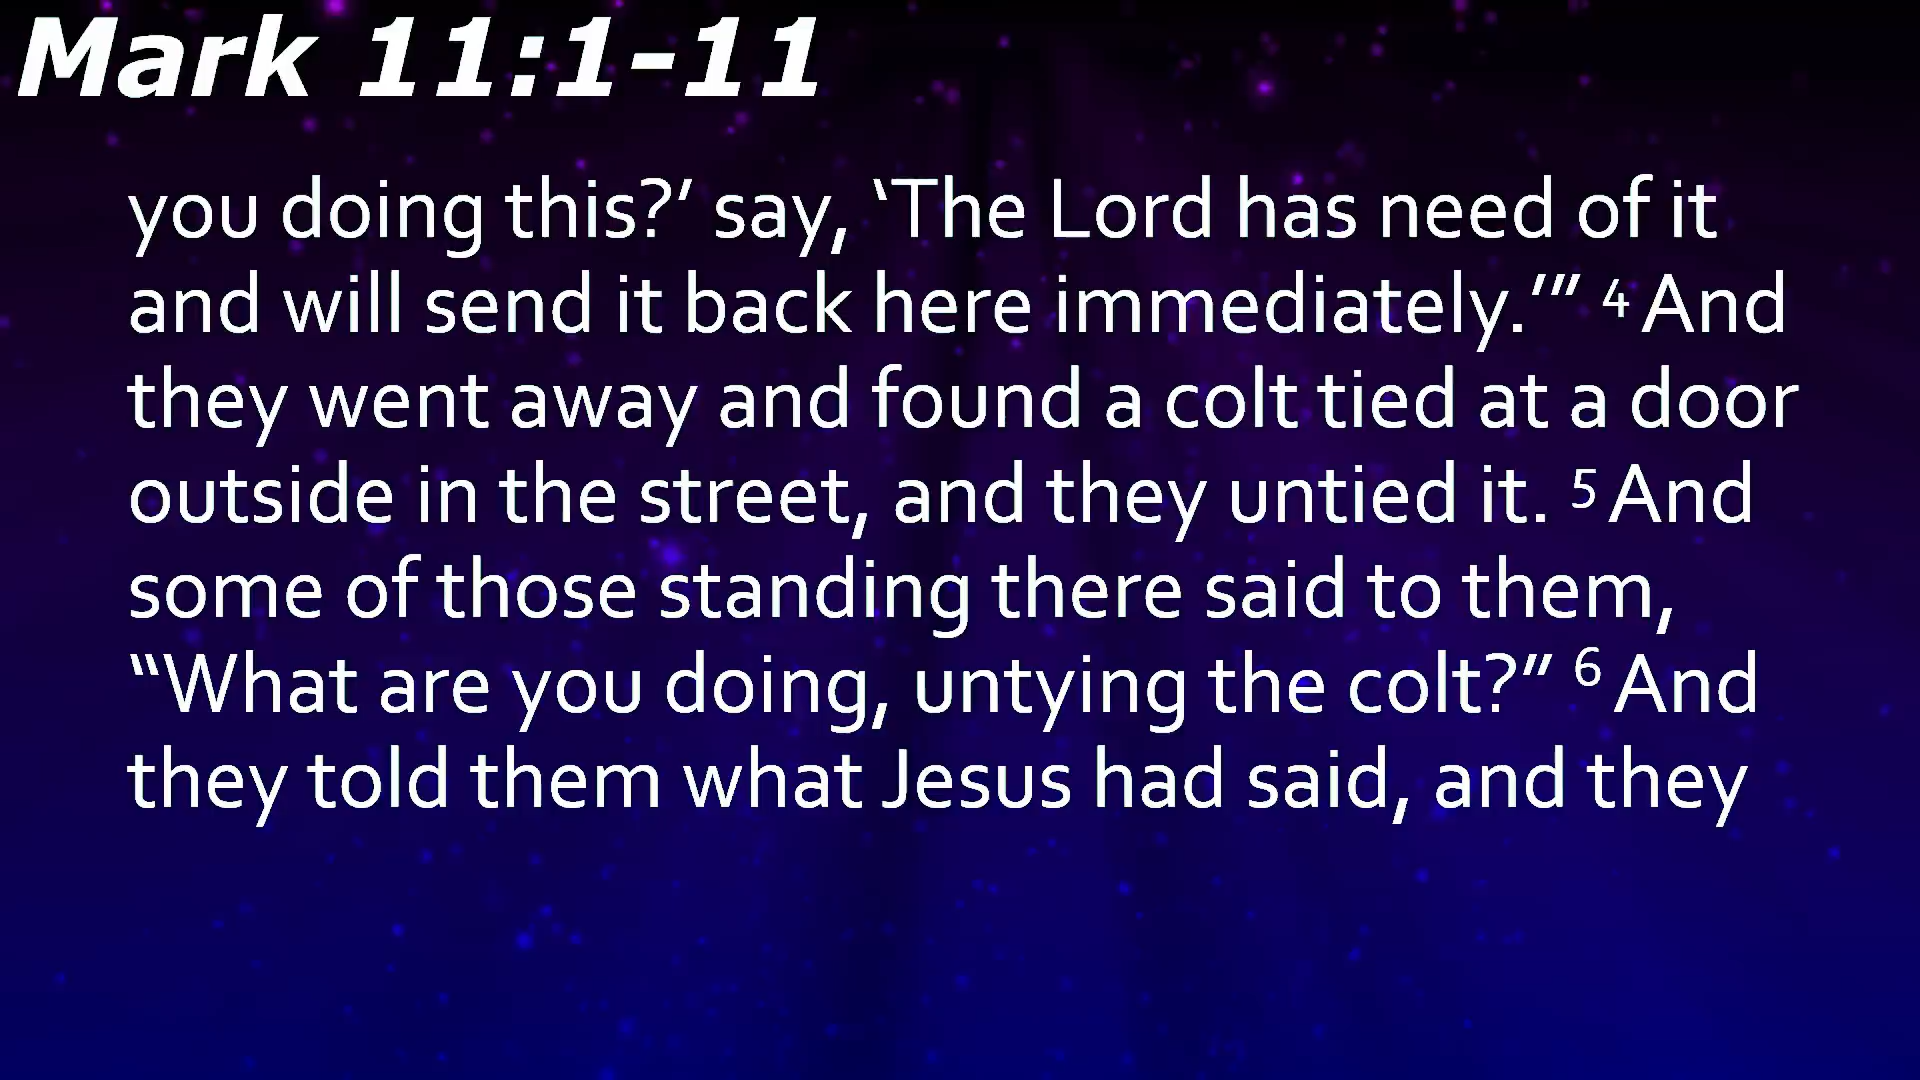 Mark 11:1-11
you doing this?’ say, ‘The Lord has need of it
and will send it back here immediately.’” 4 And
they went away and found a colt tied at a door
outside in the street, and they untied it. 5 And
some of those standing there said to them,
“What are you doing, untying the colt?” 6 And
they told them what Jesus had said, and they